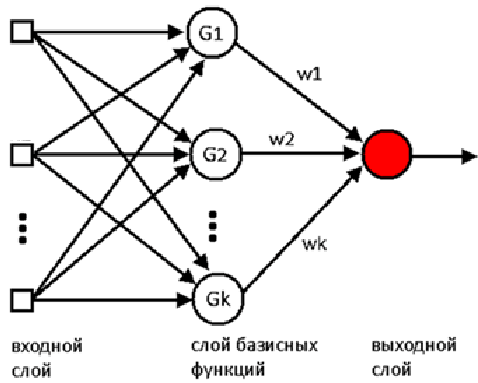 G1
w1
G2
w2
Gk
wk
входной
слой
слой базисных
функций
выходной
слой